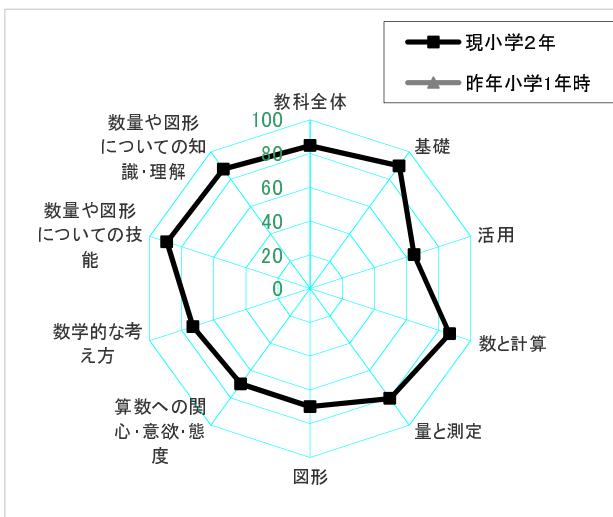 現小学2年
昨年小学1年時
教科全体
基礎
活用
数と計算
量と測定
図形
算数への関
心・意欲・態
度
数学的な考
え方
数量や図形
についての技
能
数量や図形
についての知
識・理解
100
80
60
40
20
0